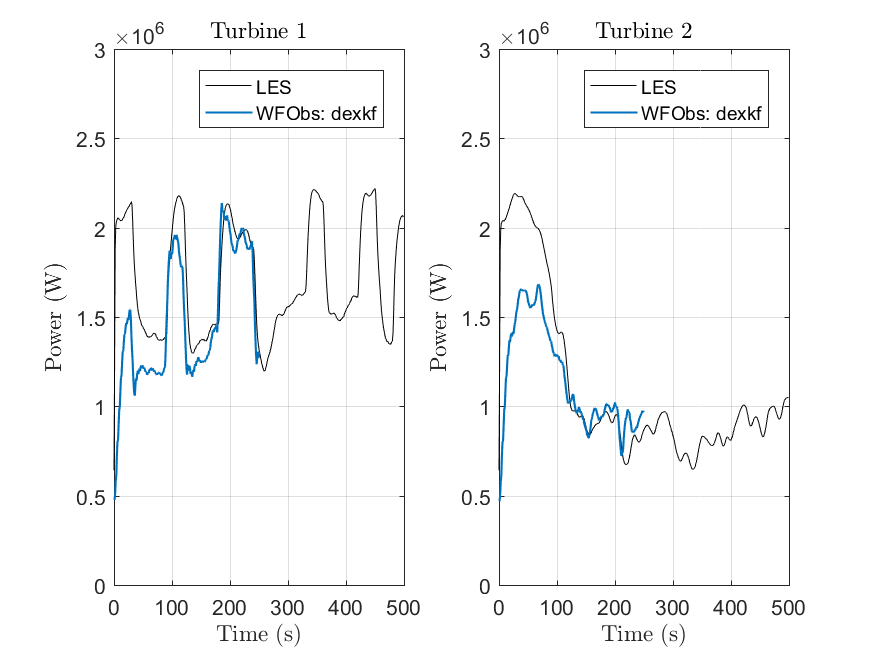 Turbine 1
×10^6
3
2.5
2
1.5
1
0.5
0
0 100 200 300 400 500
Time (s)
Power (W)
LES
WFObs: dexkf
Turbine 2
×10^6
3
2.5
2
1.5
1
0.5
0
0 100 200 300 400 500
Time (s)
Power (W)
LES
WFObs: dexkf